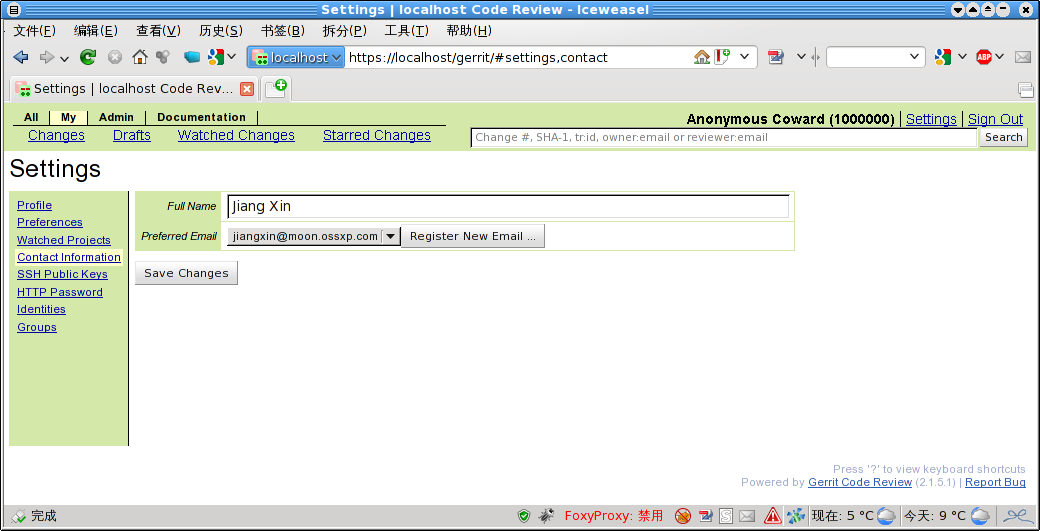 Settings | localhost Code Review - Iceweasel
文件(F) 编辑(E) 查看(V) 历史(S) 书签(B) 拆分(P) 工具(T) 帮助(H)
localhost https://localhost/gerrit/#settings,contact
ABP
Settings | localhost Code Rev...
All My Admin Documentation
Anonymous Coward (1000000) Settings Sign Out
Changes Drafts Watched Changes Starred Changes
Change #, SHA-1, tr:id, owner:email or reviewer:email Search
Settings
Profile
Preferences
Watched Projects
Contact Information
SSH Public Keys
HTTP Password
Identities
Groups
Full Name Jiang Xin
Preferred Email jiangxin@moon.ossxp.com Register New Email ...
Save Changes
Press '?' to view keyboard shortcuts
Powered by Gerrit Code Review (2.1.5.1) | Report Bug
完成 FoxyProxy: 禁用 S 现在: 5 °C 今天: 9 °C